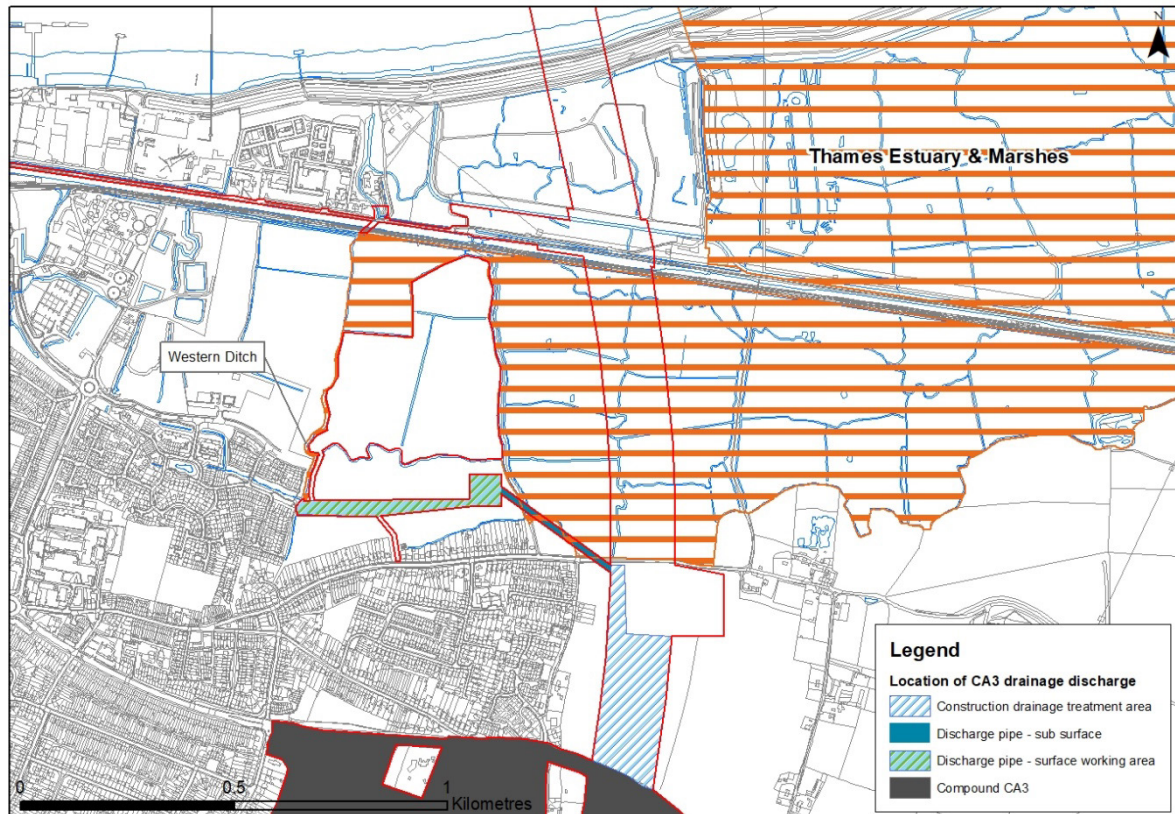 N
Thames Estuary & Marshes
Western Ditch
Legend
Location of CA3 drainage discharge
Construction drainage treatment area
Discharge pipe - sub surface
Discharge pipe - surface working area
Compound CA3
0 0.5 1
Kilometres